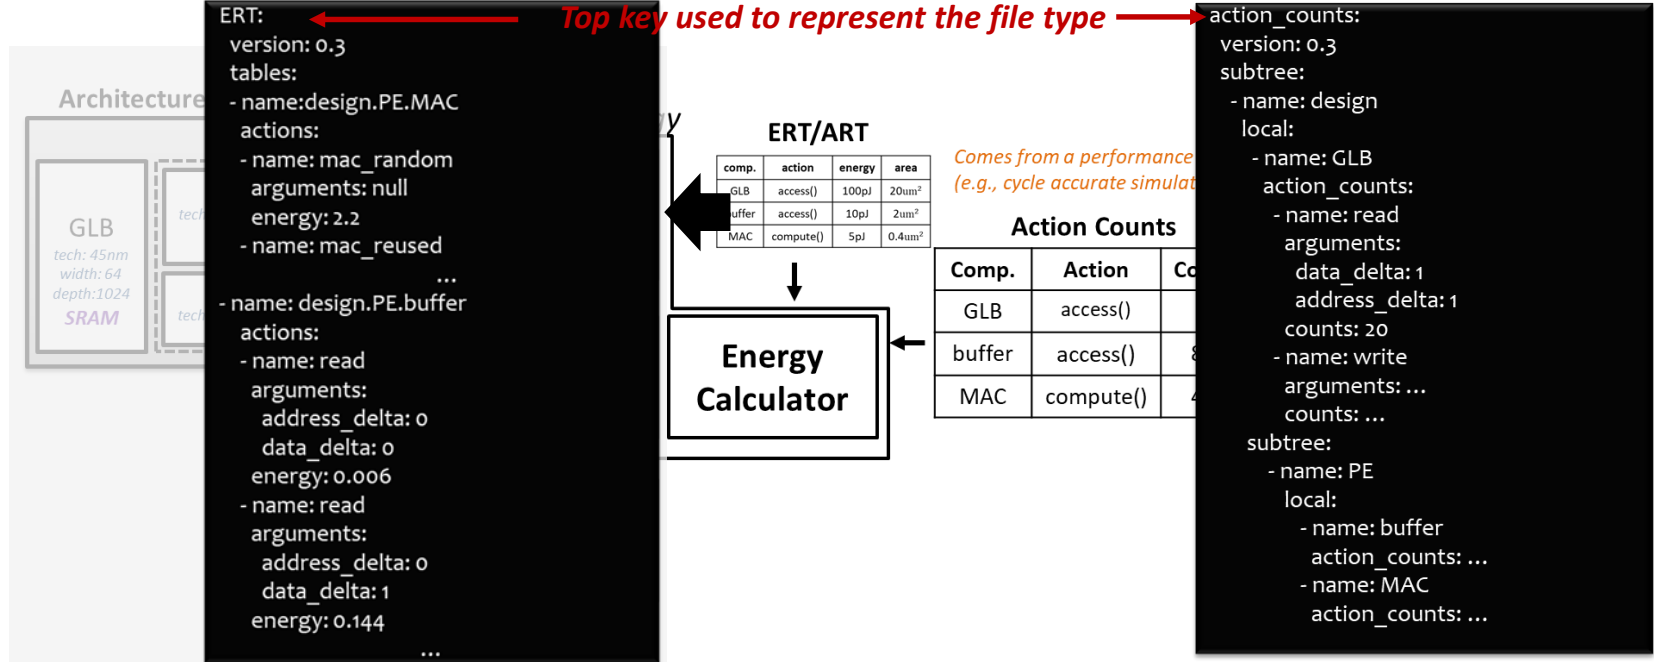 Top key used to represent the file type
ERT:
version: 0.3
tables:
- name:design.PE.MAC
actions:
- name: mac_random
arguments: null
energy: 2.2
- name: mac_reused
...
- name: design.PE.buffer
actions:
- name: read
arguments:
address_delta: 0
data_delta: 0
energy: 0.006
- name: read
arguments:
address_delta: 0
data_delta: 1
energy: 0.144
...
Architecture
GLB
tech: 45nm
width: 64
depth:1024
SRAM
tech
tech
ERT/ART
comp. action energy area
GLB access() 100pJ 20um²
access() 10pJ 2um²
MAC compute() 5pJ 0.4um²
Energy
Calculator
Comes from a performance
(e.g., cycle accurate
Action Counts
Comp. Action
GLB access()
buffer access()
MAC compute()
action_counts:
version: 0.3
subtree:
- name: design
local:
- name: GLB
action_counts:
- name: read
arguments:
data_delta: 1
address_delta: 1
counts: 20
- name: write
arguments: ...
counts: ...
subtree:
- name: PE
local:
- name: buffer
action_counts: ...
- name: MAC
action_counts: ...